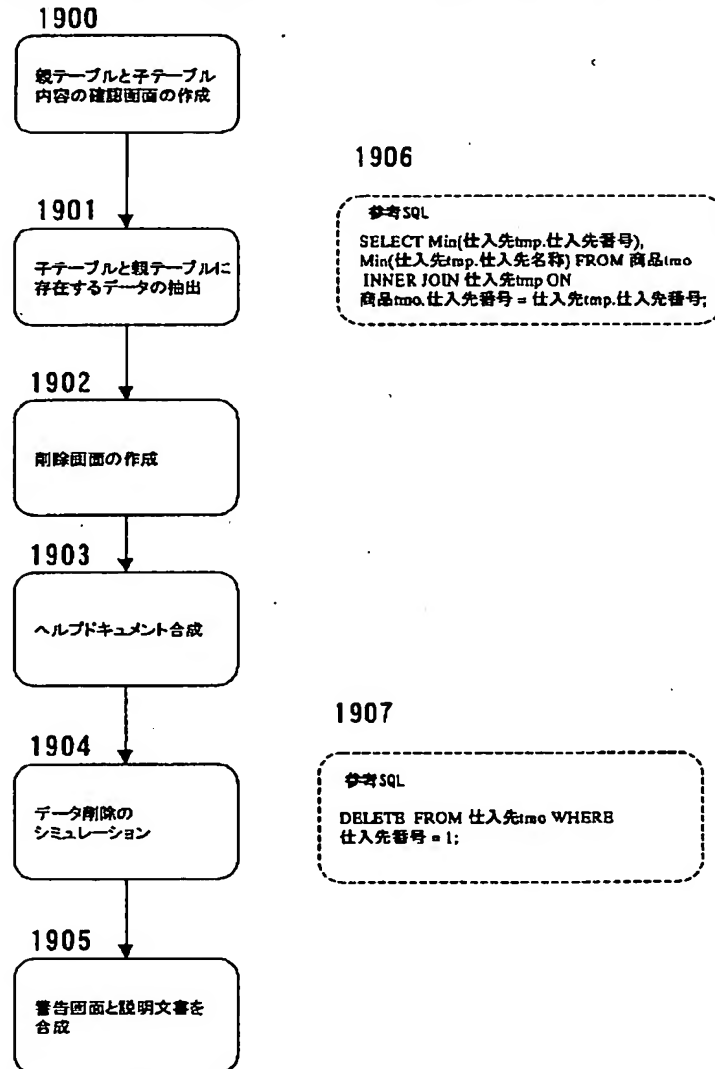 1900
親テーブルと子テーブル
内容の確認画面の作成
1901
子テーブルと親テーブルに
存在するデータの抽出
1906
参考SQL
SELECT Min(仕入先tmp.仕入先番号),
Min(仕入先tmp.仕入先名称) FROM 商品tmo
INNER JOIN 仕入先tmp ON
商品tmo.仕入先番号 = 仕入先tmp.仕入先番号;
1902
削除画面の作成
1903
ヘルプドキュメント合成
1904
データ削除の
シミュレーション
1907
参考SQL
DELETE FROM 仕入先tmo WHERE
仕入先番号 = 1;
1905
警告画面と説明文書を
合成